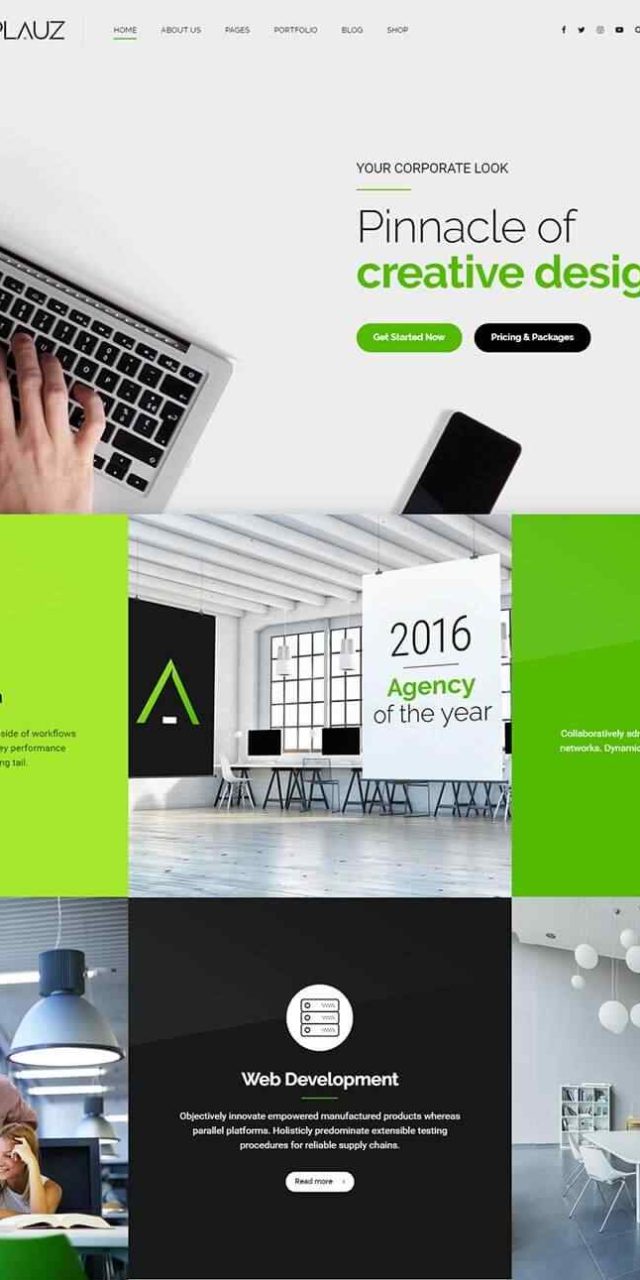 PLAUZ
HOME ABOUT US PAGES PORTFOLIO BLOG SHOP
YOUR CORPORATE LOOK
Pinnacle of
creative desig
Get Started Now Pricing & Packages
2016
Agency
of the year
side of workflows
ey performance
ng tail.
Collaboratively adm
networks. Dynamic
Web Development
Objectively innovate empowered manufactured products whereas
parallel platforms. Holisticly predominate extensible testing
procedures for reliable supply chains.
Read more